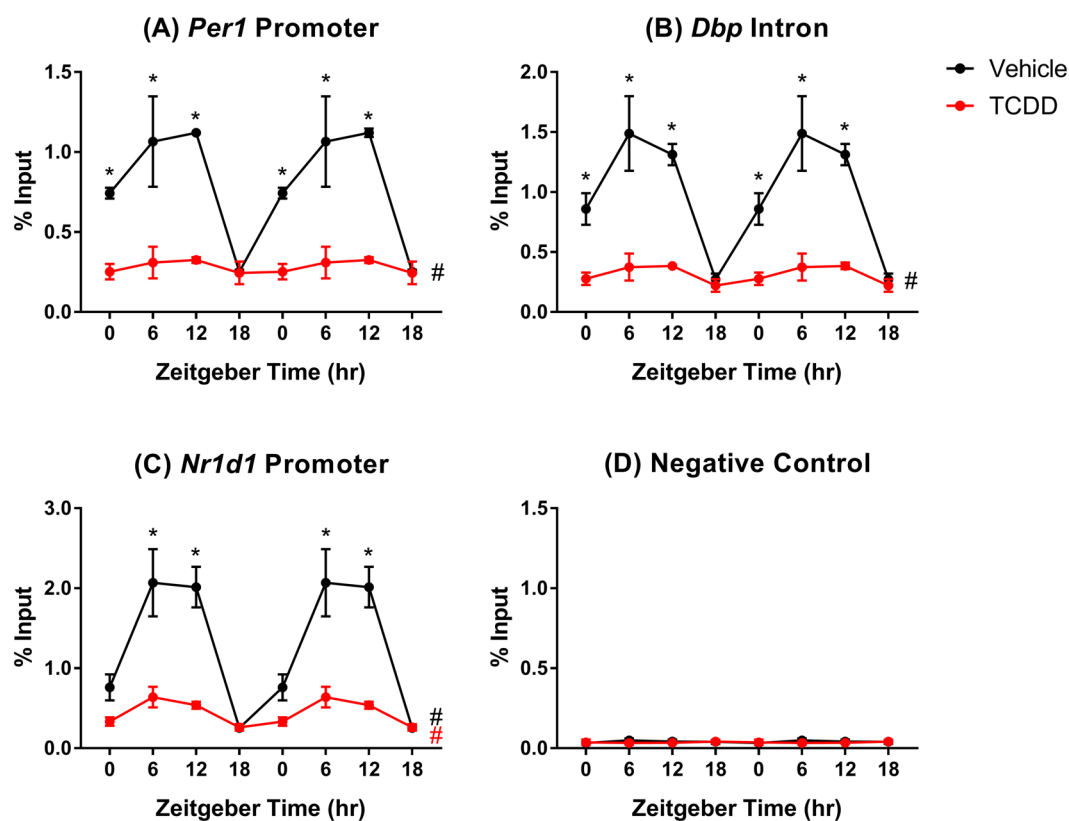 (A) Per1 Promoter
1.5
1.0
0.5
0.0
% Input
* * * * * *
#
0 6 12 18 0 6 12 18
Zeitgeber Time (hr)
(B) Dbp Intron
2.0
1.5
1.0
0.5
0.0
% Input
* * * * * *
#
0 6 12 18 0 6 12 18
Zeitgeber Time (hr)
Vehicle
TCDD
(C) Nr1d1 Promoter
3.0
2.0
1.0
0.0
% Input
* * * *
#
#
0 6 12 18 0 6 12 18
Zeitgeber Time (hr)
(D) Negative Control
1.5
1.0
0.5
0.0
% Input
0 6 12 18 0 6 12 18
Zeitgeber Time (hr)